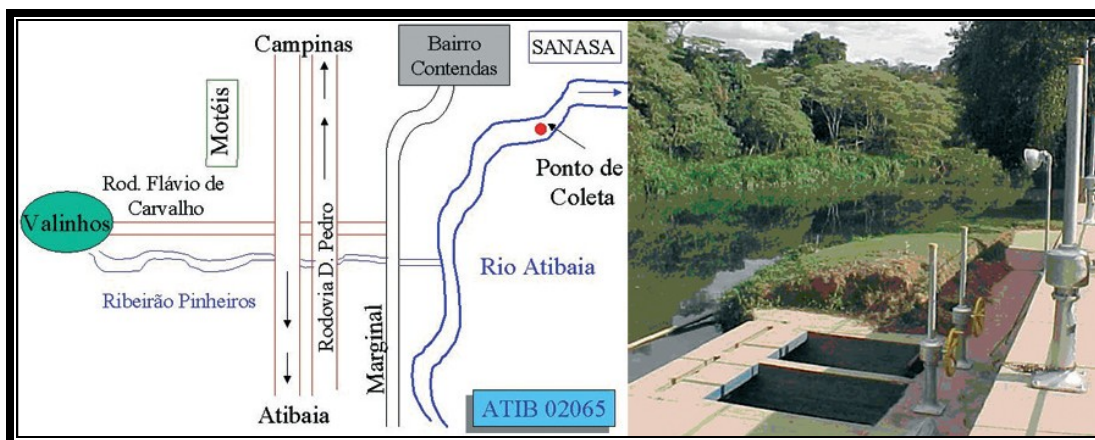 Campinas
Bairro
Contendas
SANASA
Motéis
Ponto de
Coleta
Rod. Flávio de
Carvalho
Valinhos
Rodovia D. Pedro
Rio Atibaia
Ribeirão Pinheiros
Marginal
Atibaia
ATIB 02065